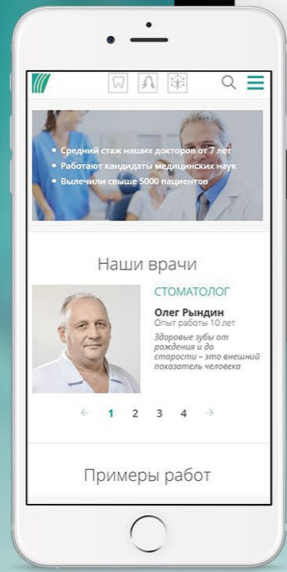 Средний стаж наших докторов от 7 лет
Работают кандидаты медицинских наук
Вылечили свыше 5000 пациентов
Наши врачи
СТОМАТОЛОГ
Олег Рындин
Опыт работы 10 лет
Здоровые зубы от
рождения и до
старости – это внешний
показатель человека
← 1 2 3 4 →
Примеры работ